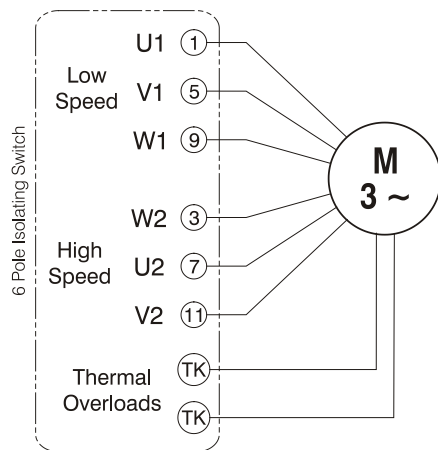 6 Pole Isolating Switch
Low
Speed
U1 1
V1 5
W1 9
High
Speed
W2 3
U2 7
V2 11
Thermal
Overloads
TK
TK
M
3 ~